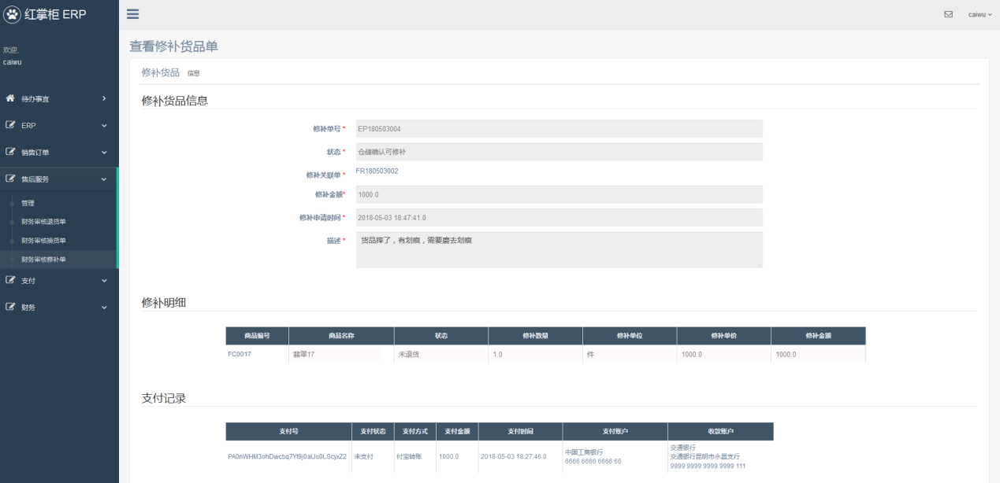 红掌柜 ERP
caiwu
欢迎,
caiwu
待办事宜
ERP
销售订单
售后服务
管理
财务审核退货单
财务审核换货单
财务审核修补单
支付
财务
查看修补货品单
修补货品 信息
修补货品信息
修补单号 * EP180503004
状态 * 仓储确认可修补
修补关联单 * FR180503002
修补金额* 1000.0
修补申请时间 * 2018-05-03 18:47:41.0
描述 * 货品摔了，有划痕，需要磨去划痕
修补明细
商品编号 商品名称 状态 修补数量 修补单位 修补单价 修补金额
FC0017 翡翠17 未退货 1.0 件 1000.0 1000.0
支付记录
支付号 支付状态 支付方式 支付金额 支付时间 支付账户 收款账户
PA0nWHM3ohDwcbq7Yt9j0aUo0LScyxZ2 未支付 付宝转账 1000.0 2018-05-03 18:27:46.0
中国工商银行
6666 6666 6666 66
交通银行
交通银行昆明市永昌支行
9999 9999 9999 9999 111